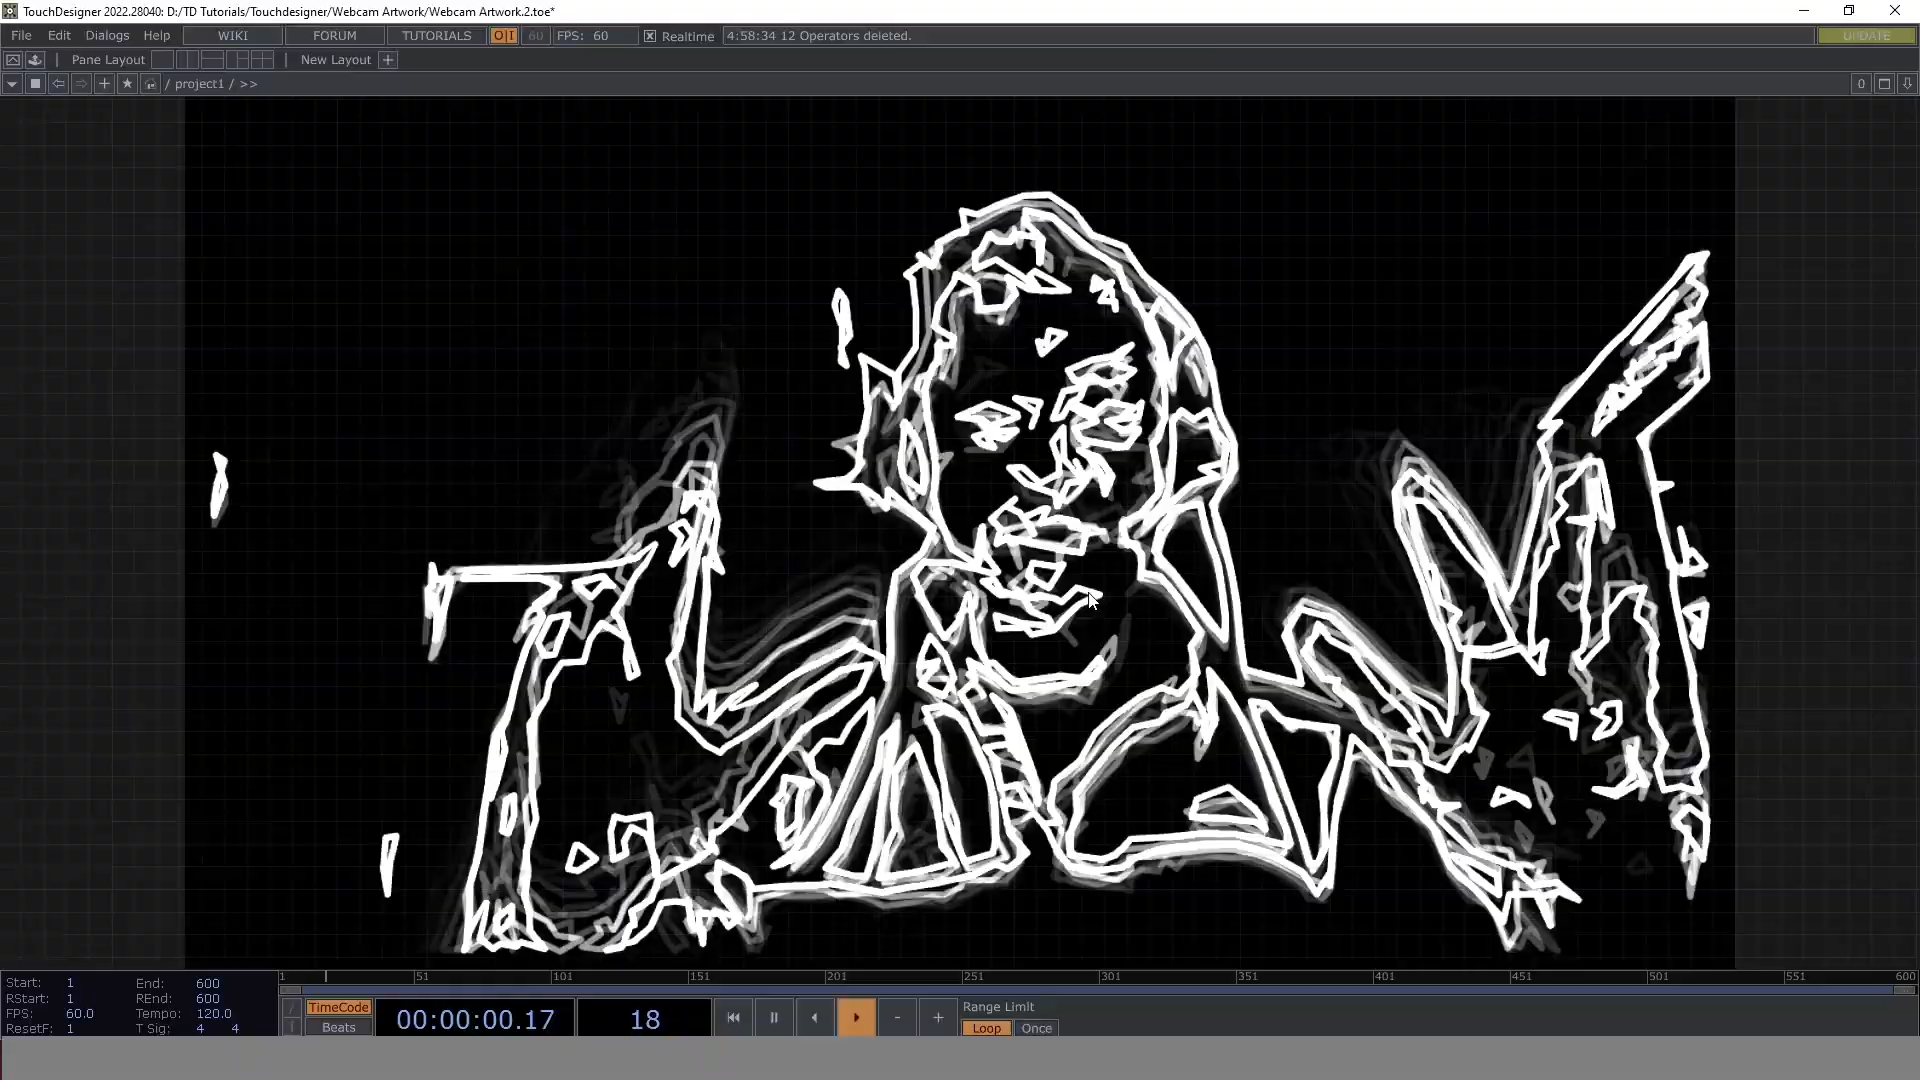 TouchDesigner 2022.28040: D:/TD Tutorials/Touchdesigner/Webcam Artwork/Webcam Artwork.2.toe*
File Edit Dialogs Help WIKI FORUM TUTORIALS O|I 60 FPS: 60 Realtime 4:58:34 12 Operators deleted. UPDATE
Pane Layout New Layout +
/ project1 / >> 0
1 51 101 151 201 251 301 351 401 451 501 551 600
Start: 1 End: 600
RStart: 1 REnd: 600
FPS: 60.0 Tempo: 120.0
ResetF: 1 T Sig: 4 4
TimeCode
Beats
00:00:00.17
18
- +
Range Limit
Loop Once